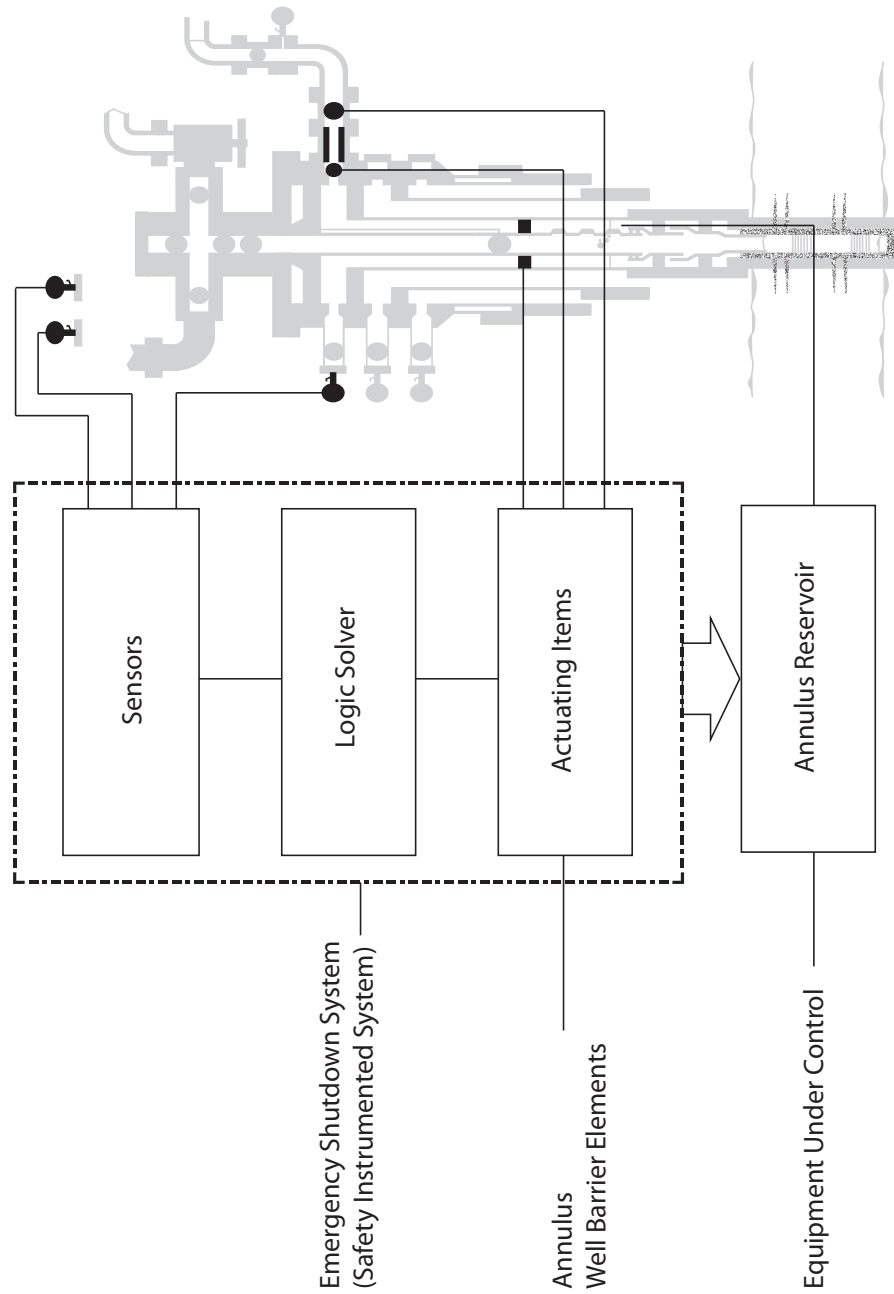 Emergency Shutdown System
(Safety Instrumented System)
Annulus
Well Barrier Elements
Equipment Under Control
Sensors
Logic Solver
Actuating Items
Annulus Reservoir